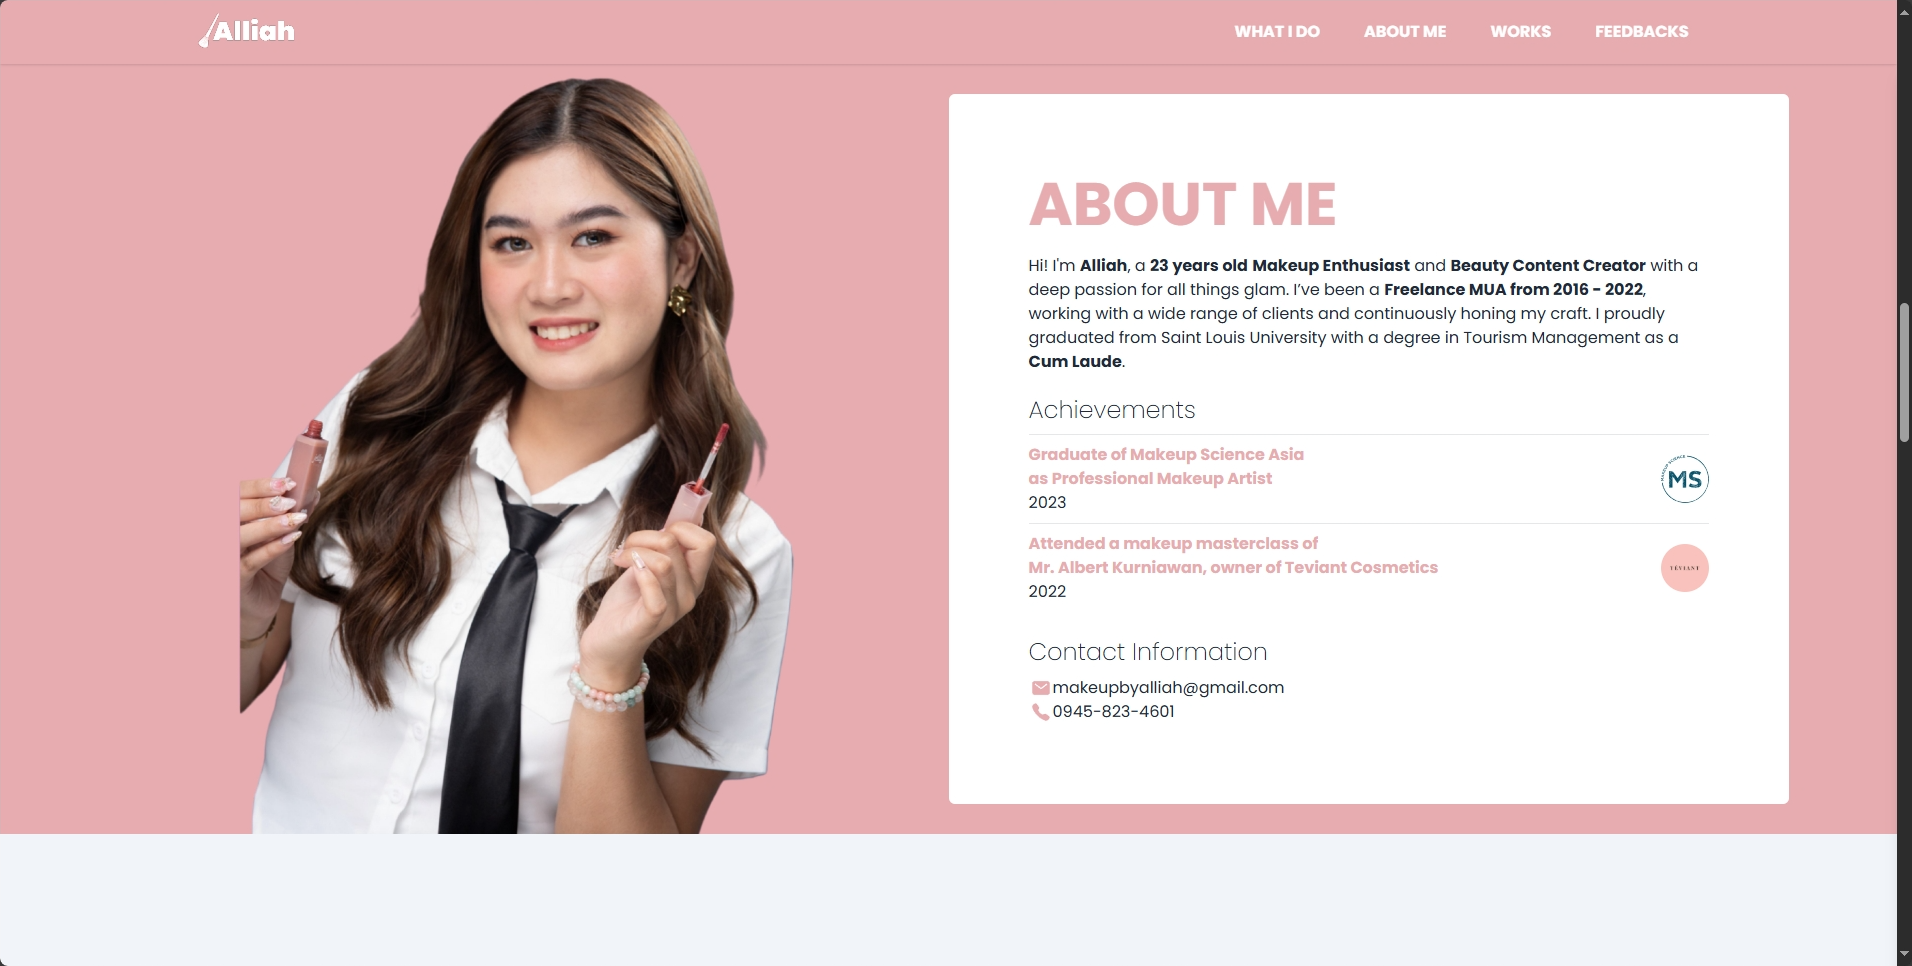 Alliah
WHAT I DO
ABOUT ME
WORKS
FEEDBACKS
ABOUT ME
Hi! I'm Alliah, a 23 years old Makeup Enthusiast and Beauty Content Creator with a
deep passion for all things glam. I’ve been a Freelance MUA from 2016 - 2022,
working with a wide range of clients and continuously honing my craft. I proudly
graduated from Saint Louis University with a degree in Tourism Management as a
Cum Laude.
Achievements
Graduate of Makeup Science Asia
as Professional Makeup Artist
2023
MAKEUP SCIENCE
MS
Attended a makeup masterclass of
Mr. Albert Kurniawan, owner of Teviant Cosmetics
2022
TEVIANT
Contact Information
makeupbyalliah@gmail.com
0945-823-4601